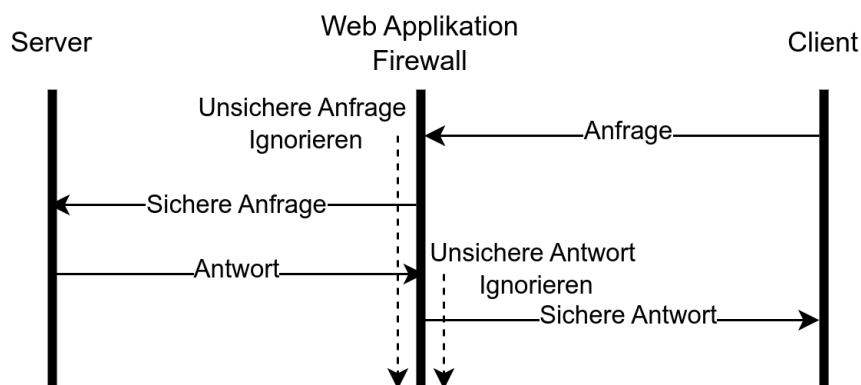 Server
Web Applikation
Firewall
Client
Unsichere Anfrage
Ignorieren
Anfrage
Sichere Anfrage
Antwort
Unsichere Antwort
Ignorieren
Sichere Antwort